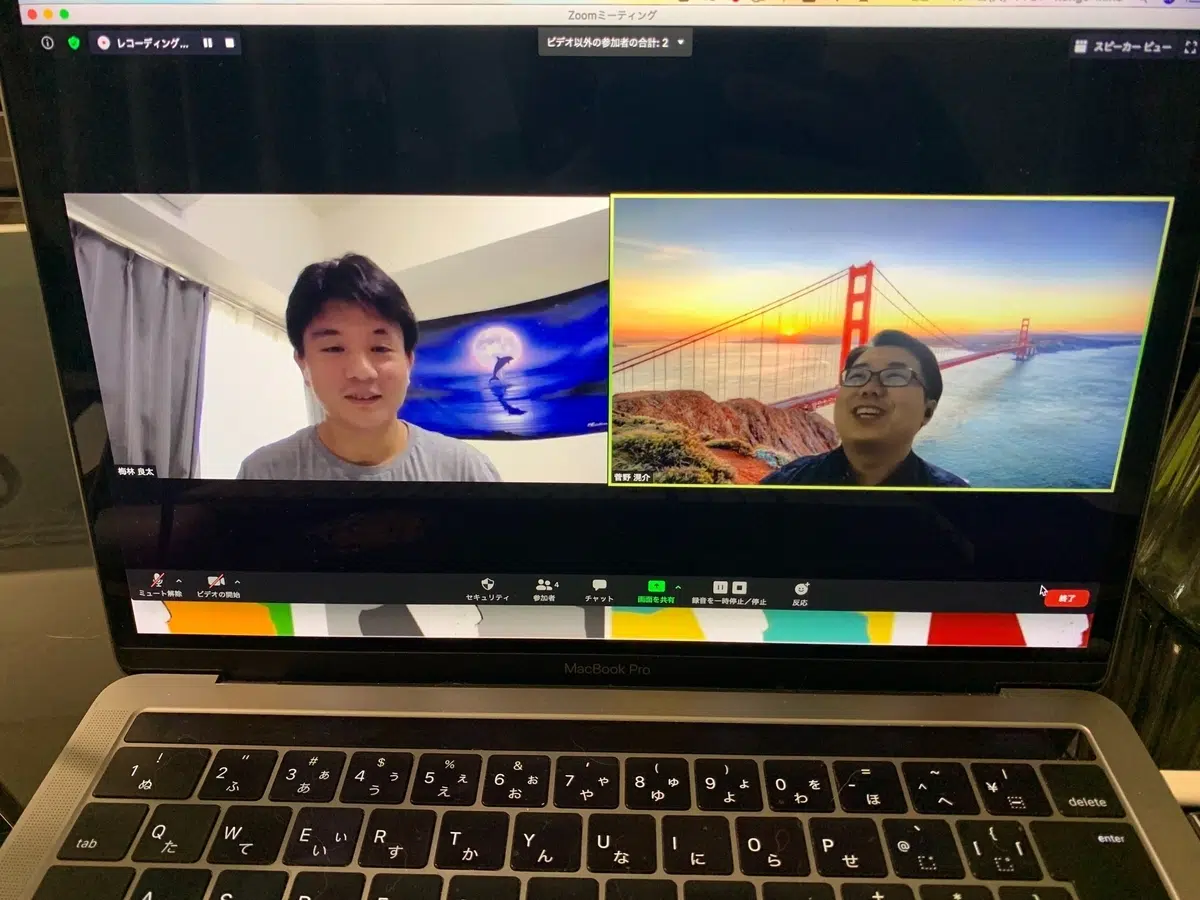 Zoomミーティング
レコーディング...
ビデオ以外の参加者の合計: 2
スピーカー ビュー
梅林 良太
菅野 滉介
ミュート解除
ビデオの開始
セキュリティ
参加者
4
チャット
画面を共有
録音を一時停止/停止
反応
終了
MacBook Pro
! 1 ぬ
" 2 ふ
# 3 ぁ あ
$ 4 ぅ う
% 5 ぇ え
& 6 ぉ お
' 7 ゃ や
( 8 ゅ ゆ
) 9 ょ よ
0 を わ
= - ほ
~ ^ へ
| ¥
delete
tab
Q た
W て
E ぃ い
R す
T か
Y ん
U な
I に
O ら
P せ
` @
{ [ 「
enter